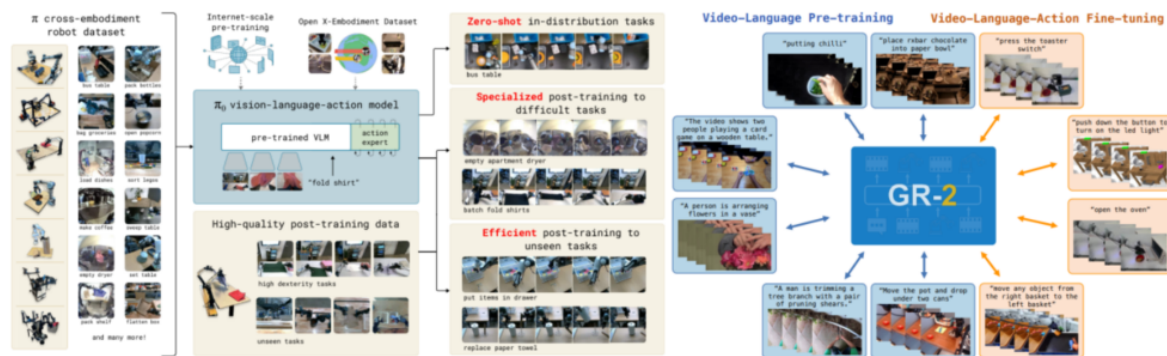 π cross-embodiment
robot dataset
bus table
pack bottles
bag groceries
open popcorn
load dishes
sort legos
make coffee
sweep table
empty dryer
set table
pack shelf
flatten box
and many more!
Internet-scale
pre-training
Open X-Embodiment Dataset
π0 vision-language-action model
pre-trained VLM
action
expert
"fold shirt"
High-quality post-training data
high dexterity tasks
unseen tasks
Zero-shot in-distribution tasks
bus table
Specialized post-training to
difficult tasks
empty apartment dryer
batch fold shirts
Efficient post-training to
unseen tasks
put items in drawer
replace paper towel
Video-Language Pre-training
Video-Language-Action Fine-tuning
"putting chilli"
"place rxbar chocolate
into paper bowl"
"press the toaster
switch"
"The video shows two
people playing a card
game on a wooden table."
"push down the button to
turn on the led light"
GR-2
"A person is arranging
flowers in a vase"
"open the oven"
"A man is trimming a
tree branch with a pair
of pruning shears."
"Move the pot and drop
under two cans"
"move any object from
the right basket to the
left basket"